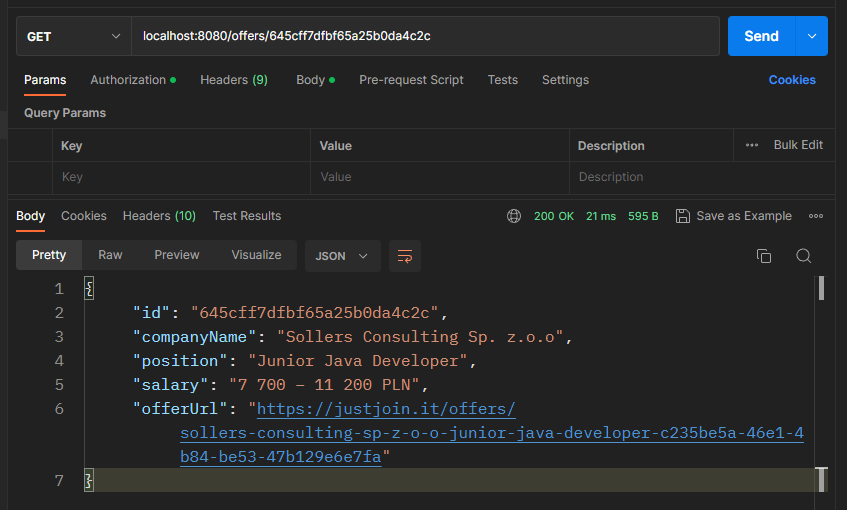 GET localhost:8080/offers/645cff7dfbf65a25b0da4c2c Send
Params Authorization Headers (9) Body Pre-request Script Tests Settings Cookies
Query Params
Key Value Description ••• Bulk Edit
Key Value Description
Body Cookies Headers (10) Test Results 200 OK 21 ms 595 B Save as Example
Pretty Raw Preview Visualize JSON
1 {
2 "id": "645cff7dfbf65a25b0da4c2c",
3 "companyName": "Sollers Consulting Sp. z.o.o",
4 "position": "Junior Java Developer",
5 "salary": "7 700 – 11 200 PLN",
6 "offerUrl": "https://justjoin.it/offers/
sollers-consulting-sp-z-o-o-junior-java-developer-c235be5a-46e1-4
b84-be53-47b129e6e7fa"
7 }